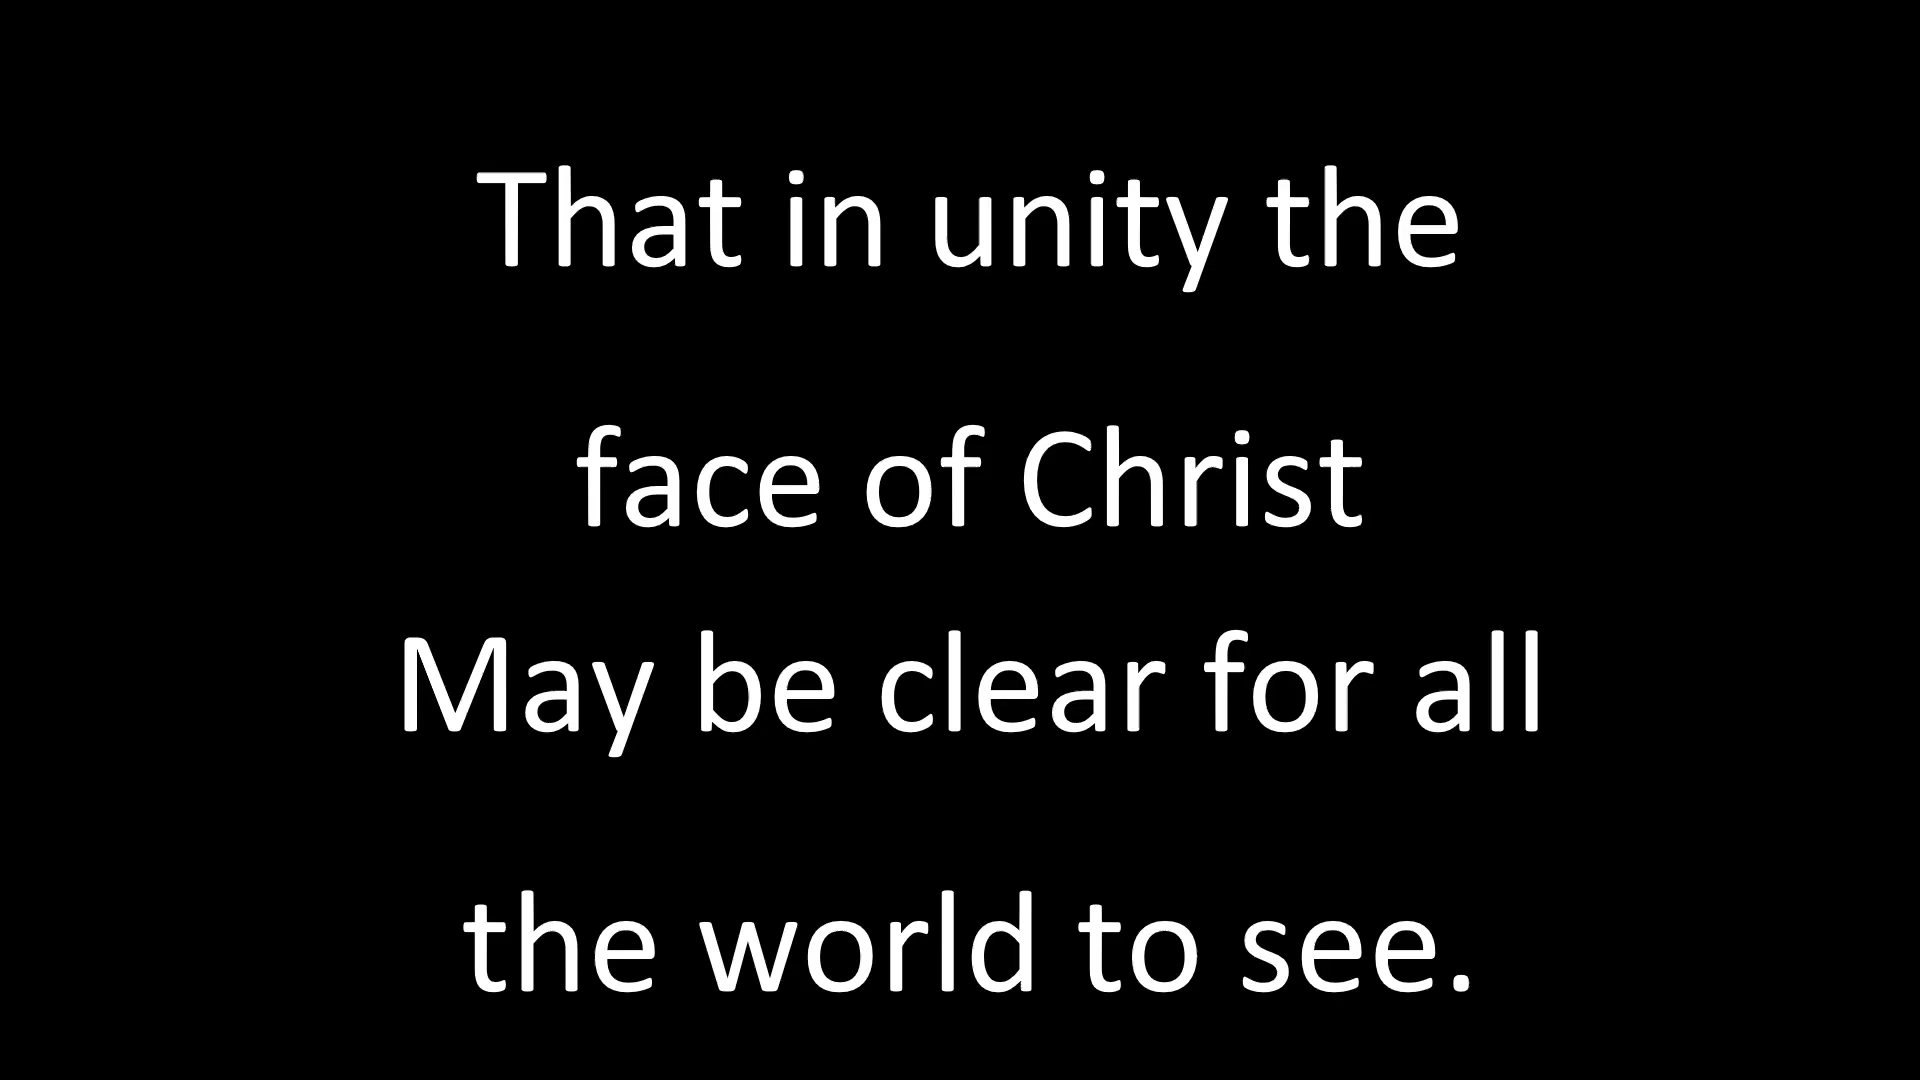 That in unity the
face of Christ
May be clear for all
the world to see.